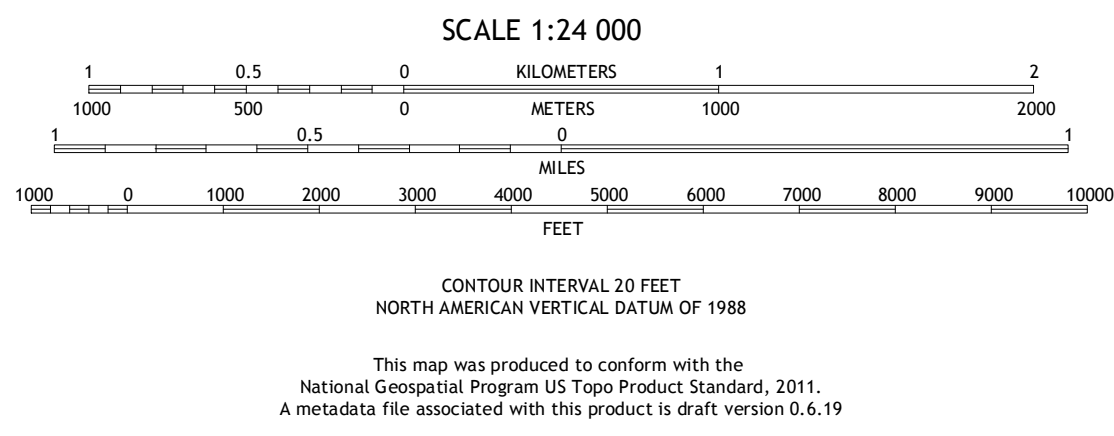 SCALE 1:24 000
1 0.5 0 KILOMETERS 1 2
1000 500 0 METERS 1000 2000
1 0.5 0 1
MILES
1000 0 1000 2000 3000 4000 5000 6000 7000 8000 9000 10000
FEET
CONTOUR INTERVAL 20 FEET
NORTH AMERICAN VERTICAL DATUM OF 1988
This map was produced to conform with the
National Geospatial Program US Topo Product Standard, 2011.
A metadata file associated with this product is draft version 0.6.19